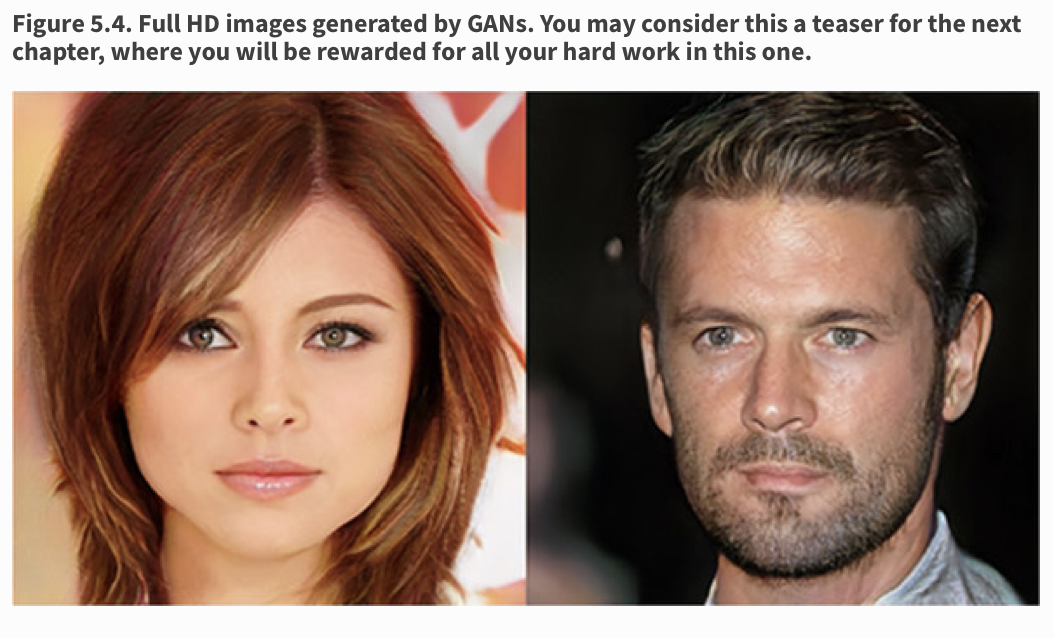 Figure 5.4. Full HD images generated by GANs. You may consider this a teaser for the next
chapter, where you will be rewarded for all your hard work in this one.